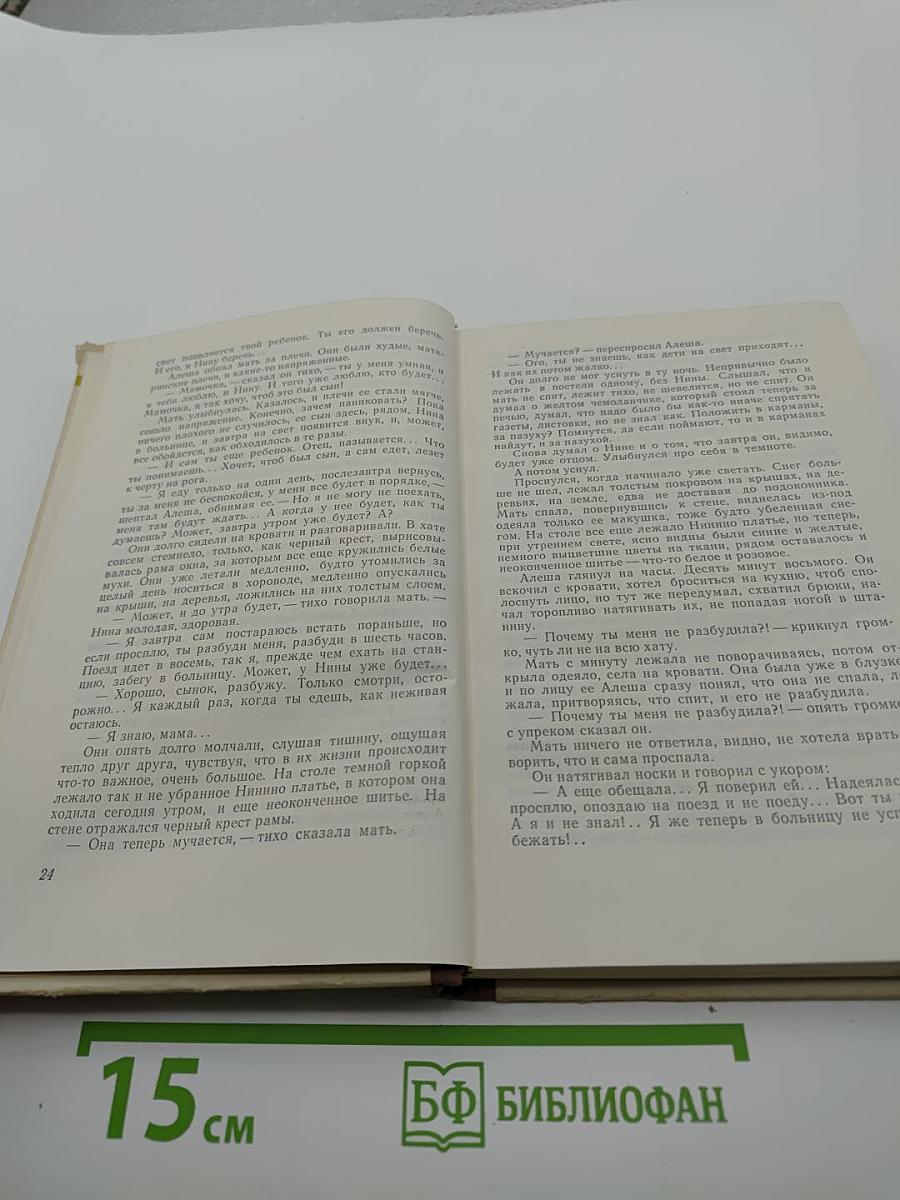 свет появляется твой ребенок. Ты его должен беречь.
И его, и Нину беречь...
Алеша обнял мать за плечи. Они были худые, мате-
ринские плечи, и какие-то напряженные.
— Мамочка, — сказал он тихо, — ты у меня умная, я
и тебя люблю, и Нину. И того уже люблю, кто будет...
Мамочка, я так хочу, чтоб это был сын!
Мать улыбнулась. Казалось, и плечи ее стали мягче,
сошло напряжение. Конечно, зачем паниковать? Пока
ничего плохого не случилось, ее сын здесь, рядом, Нина
в больнице, и завтра на свет появится внук, и, может,
все обойдется, как обходилось в те разы.
— И сам ты еще ребенок. Отец, называется... Что
ты понимаешь... Хочет, чтоб был сын, а сам едет, лезет
к черту на рога.
— Я еду только на один день, послезавтра вернусь,
ты за меня не беспокойся, у меня все будет в порядке, —
шептал Алеша, обнимая ее. — Но я не могу не поехать,
меня там будут ждать... А когда у нее будет, как ты
думаешь? Может, завтра утром уже будет? А?
Они долго сидели на кровати и разговаривали. В хате
совсем стемнело, только, как черный крест, вырисовы-
валась рама окна, за которым все еще кружились белые
мухи. Они уже летали медленно, будто утомились за
целый день носиться в хороводе, медленно опускались
на крыши, на деревья, ложились на них толстым слоем.
— Может, и до утра будет, — тихо говорила мать. —
Нина молодая, здоровая.
— Я завтра сам постараюсь встать пораньше, но
если просплю, ты разбуди меня, разбуди в шесть часов.
Поезд идет в восемь, так я, прежде чем ехать на стан-
цию, забегу в больницу. Может, у Нины уже будет...
— Хорошо, сынок, разбужу. Только смотри, осто-
рожно... Я каждый раз, когда ты едешь, как неживая
остаюсь.
— Я знаю, мама...
Они опять долго молчали, слушая тишину, ощущая
тепло друг друга, чувствуя, что в их жизни происходит
что-то важное, очень большое. На столе темной горкой
лежало так и не убранное Нинино платье, в котором она
ходила сегодня утром, и еще неоконченное шитье. На
стене отражался черный крест рамы.
— Она теперь мучается, — тихо сказала мать.
24
— Мучается? — переспросил Алеша.
— Ого, ты не знаешь, как дети на свет приходят...
И как их потом жалко...
Он долго не мог уснуть в ту ночь. Непривычно было
лежать в постели одному, без Нины. Слышал, что и
мать не спит, лежит тихо, не шевелится, но не спит. Он
думал о желтом чемоданчике, который стоял теперь за
печью, думал, что надо было бы как-то иначе спрятать
газеты, листовки, но не знал как. Положить в карманы,
за пазуху? Помнутся, да если поймают, то и в карманах
найдут, и за пазухой.
Снова думал о Нине и о том, что завтра он, видимо,
будет уже отцом. Улыбнулся про себя в темноте.
А потом уснул.
Проснулся, когда начинало уже светать. Снег боль-
ше не шел, лежал толстым покровом на крышах, на де-
ревьях, на земле, едва не доставая до подоконника.
Мать спала, повернувшись к стене, виднелась из-под
одеяла только ее макушка, тоже будто убеленная сне-
гом. На столе все еще лежало Нинино платье, но теперь,
при утреннем свете, ясно видны были синие и желтые,
немного выцветшие цветы на ткани, рядом оставалось и
неоконченное шитье — что-то белое и розовое.
Алеша глянул на часы. Десять минут восьмого. Он
вскочил с кровати, хотел броситься на кухню, чтоб спо-
лоснуть лицо, но тут же передумал, схватил брюки, на-
чал торопливо натягивать их, не попадая ногой в шта-
нину.
— Почему ты меня не разбудила?! — крикнул гром-
ко, чуть ли не на всю хату.
Мать с минуту лежала не поворачиваясь, потом от-
крыла одеяло, села на кровати. Она была уже в блузке,
и по лицу ее Алеша сразу понял, что она не спала, ле
жала, притворяясь, что спит, и его не разбудила.
— Почему ты меня не разбудила?! — опять громко
с упреком сказал он.
Мать ничего не ответила, видно, не хотела врать
ворить, что и сама проспала.
Он натягивал носки и говорил с укором:
— А еще обещала... Я поверил ей... Надеялас
просплю, опоздаю на поезд и не поеду... Вот ты
А я и не знал!.. Я же теперь в больницу не усп
бежать!..
15 см
БФ БИБЛИОФАН